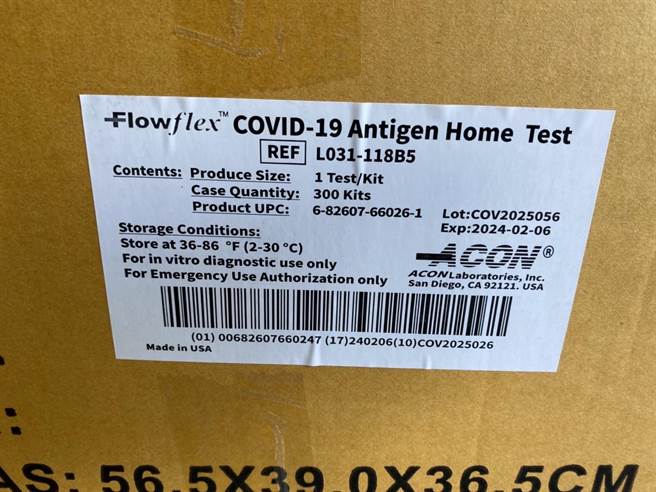 Flowflex™ COVID-19 Antigen Home Test
REF L031-118B5
Contents: Produce Size: 1 Test/Kit
Case Quantity: 300 Kits
Product UPC: 6-82607-66026-1 Lot:COV2025056
Exp:2024-02-06
Storage Conditions:
Store at 36-86 °F (2-30 °C)
For in vitro diagnostic use only
For Emergency Use Authorization only
ACON®
ACON Laboratories, Inc.
San Diego, CA 92121. USA
(01) 00682607660247 (17)240206(10)COV2025026
Made in USA
AS: 56.5X39.0X36.5CM